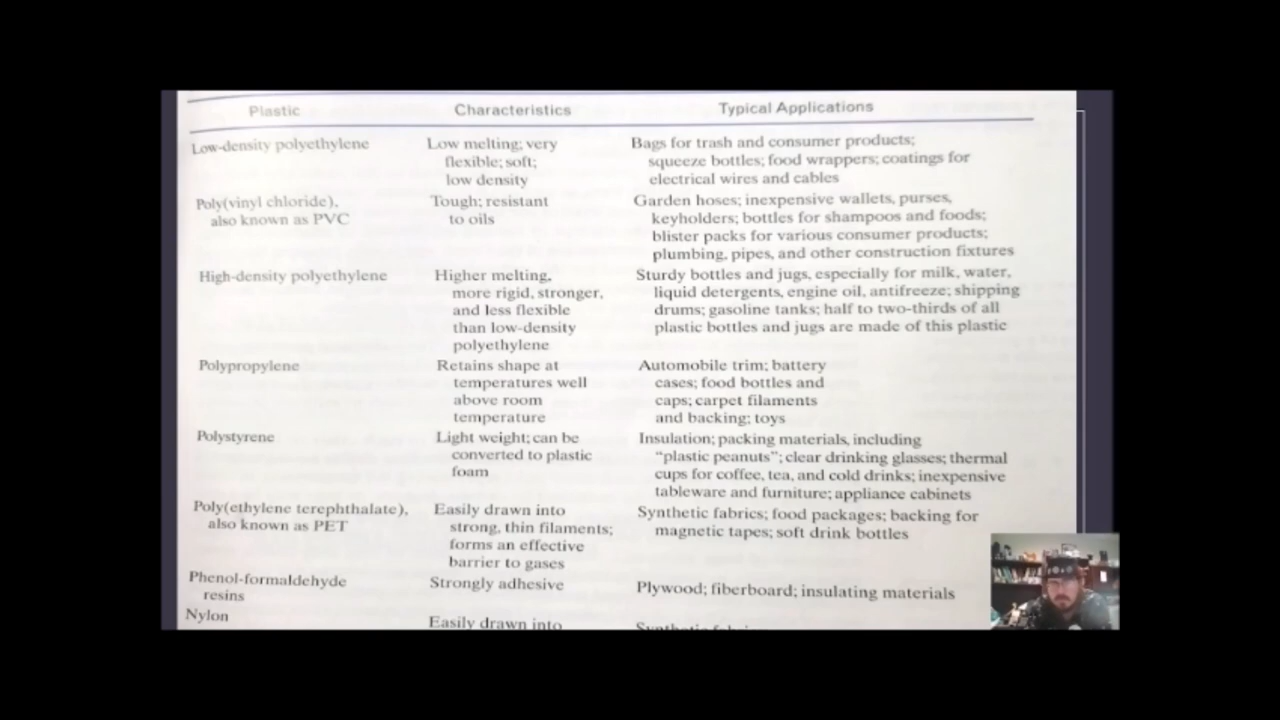 Plastic Characteristics Typical Applications
Low-density polyethylene Low melting; very Bags for trash and consumer products;
flexible; soft; squeeze bottles; food wrappers; coatings for
low density electrical wires and cables
Poly(vinyl chloride), Tough; resistant Garden hoses; inexpensive wallets, purses,
also known as PVC to oils keyholders; bottles for shampoos and foods;
blister packs for various consumer products;
plumbing, pipes, and other construction fixtures
High-density polyethylene Higher melting, Sturdy bottles and jugs, especially for milk, water,
more rigid, stronger, liquid detergents, engine oil, antifreeze; shipping
and less flexible drums; gasoline tanks; half to two-thirds of all
than low-density plastic bottles and jugs are made of this plastic
polyethylene
Polypropylene Retains shape at Automobile trim; battery
temperatures well cases; food bottles and
above room caps; carpet filaments
temperature and backing; toys
Polystyrene Light weight; can be Insulation; packing materials, including
converted to plastic "plastic peanuts"; clear drinking glasses; thermal
foam cups for coffee, tea, and cold drinks; inexpensive
tableware and furniture; appliance cabinets
Poly(ethylene terephthalate), Easily drawn into Synthetic fabrics; food packages; backing for
also known as PET strong, thin filaments; magnetic tapes; soft drink bottles
forms an effective
barrier to gases
Phenol-formaldehyde Strongly adhesive Plywood; fiberboard; insulating materials
resins
Nylon Easily drawn into